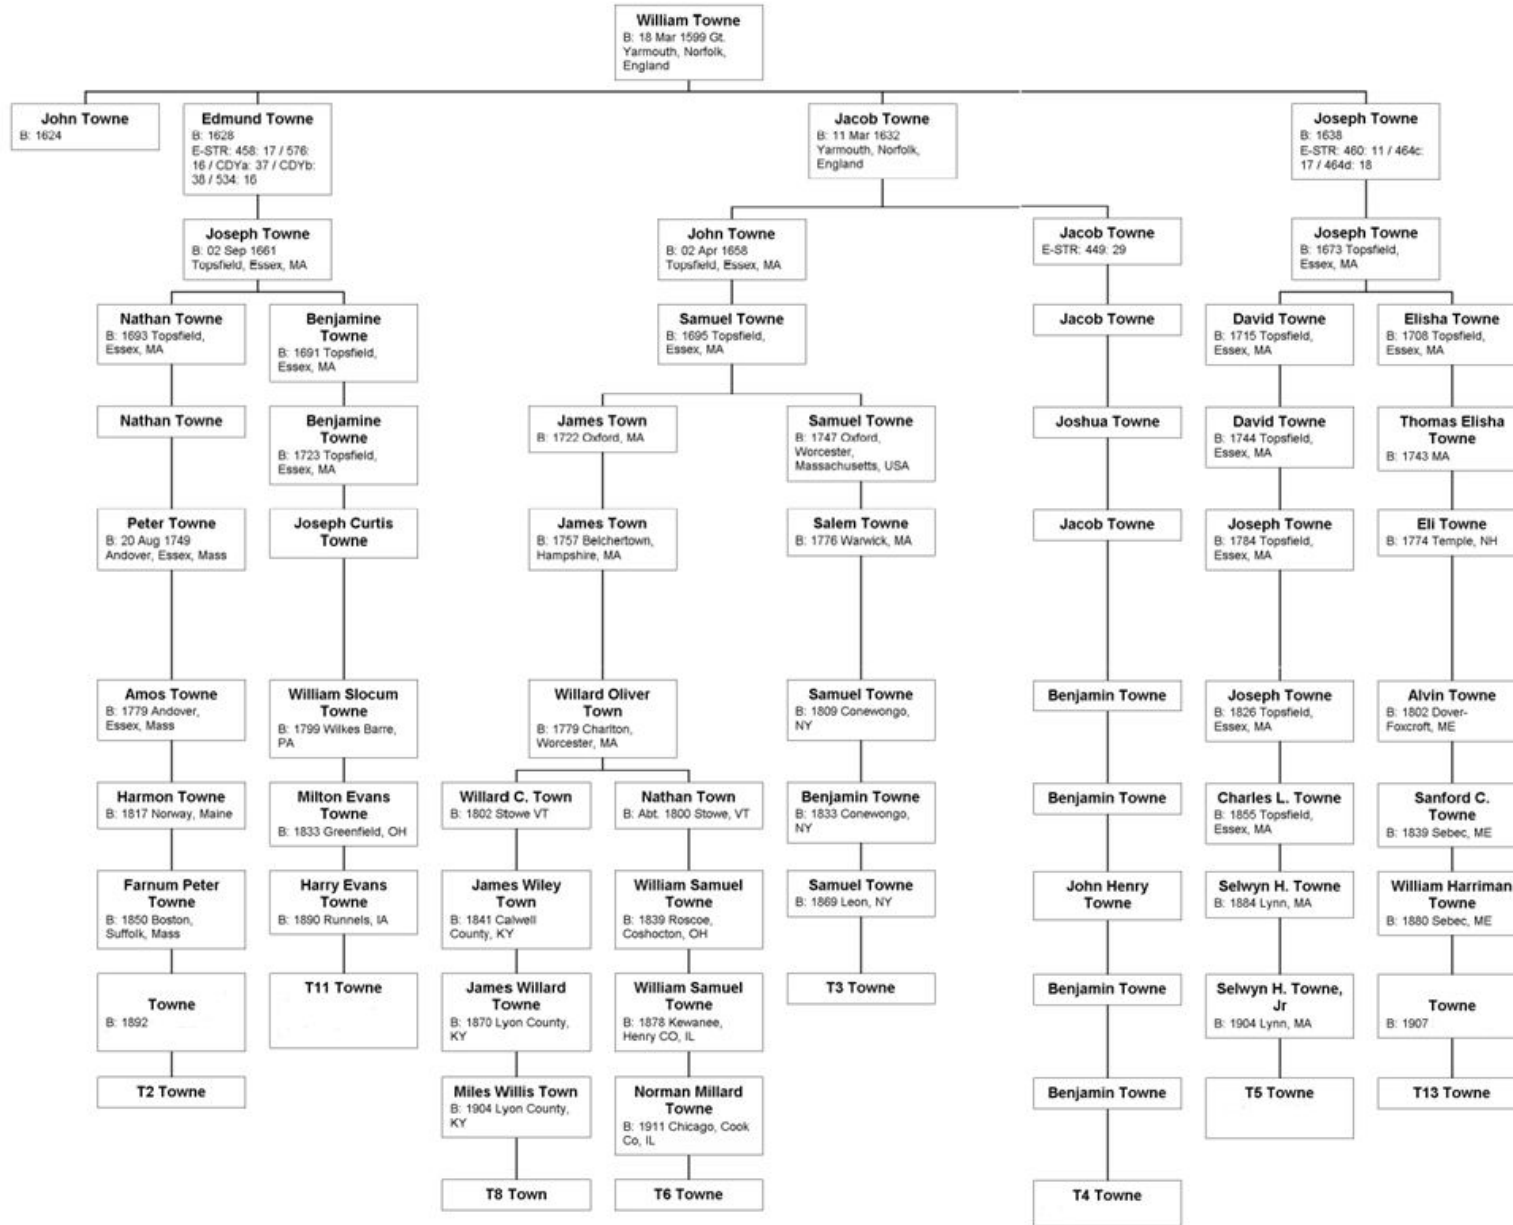 William Towne
B: 18 Mar 1599 Gt.
Yarmouth, Norfolk,
England
John Towne
B: 1624
Edmund Towne
B: 1628
E-STR: 458: 17 / 576:
16 / CDYa: 37 / CDYb:
38 / 534: 16
Jacob Towne
B: 11 Mar 1632
Yarmouth, Norfolk,
England
Joseph Towne
B: 1638
E-STR: 460: 11 / 464c:
17 / 464d: 18
Joseph Towne
B: 02 Sep 1661
Topsfield, Essex, MA
John Towne
B: 02 Apr 1658
Topsfield, Essex, MA
Jacob Towne
E-STR: 449: 29
Joseph Towne
B: 1673 Topsfield,
Essex, MA
Nathan Towne
B: 1693 Topsfield,
Essex, MA
Benjamine
Towne
B: 1691 Topsfield,
Essex, MA
Samuel Towne
B: 1695 Topsfield,
Essex, MA
Jacob Towne
David Towne
B: 1715 Topsfield,
Essex, MA
Elisha Towne
B: 1708 Topsfield,
Essex, MA
Nathan Towne
Benjamine
Towne
B: 1723 Topsfield,
Essex, MA
James Town
B: 1722 Oxford, MA
Samuel Towne
B: 1747 Oxford,
Worcester,
Massachusetts, USA
Joshua Towne
David Towne
B: 1744 Topsfield,
Essex, MA
Thomas Elisha
Towne
B: 1743 MA
Peter Towne
B: 20 Aug 1749
Andover, Essex, Mass
Joseph Curtis
Towne
James Town
B: 1757 Belchertown,
Hampshire, MA
Salem Towne
B: 1776 Warwick, MA
Jacob Towne
Joseph Towne
B: 1784 Topsfield,
Essex, MA
Eli Towne
B: 1774 Temple, NH
Amos Towne
B: 1779 Andover,
Essex, Mass
William Slocum
Towne
B: 1799 Wilkes Barre,
PA
Willard Oliver
Town
B: 1779 Charlton,
Worcester, MA
Samuel Towne
B: 1809 Conewongo,
NY
Benjamin Towne
Joseph Towne
B: 1826 Topsfield,
Essex, MA
Alvin Towne
B: 1802 Dover-
Foxcroft, ME
Harmon Towne
B: 1817 Norway, Maine
Milton Evans
Towne
B: 1833 Greenfield, OH
Willard C. Town
B: 1802 Stowe VT
Nathan Town
B: Abt. 1800 Stowe, VT
Benjamin Towne
B: 1833 Conewongo,
NY
Benjamin Towne
Charles L. Towne
B: 1855 Topsfield,
Essex, MA
Sanford C.
Towne
B: 1839 Sebec, ME
Farnum Peter
Towne
B: 1850 Boston,
Suffolk, Mass
Harry Evans
Towne
B: 1890 Runnels, IA
James Wiley
Town
B: 1841 Calwell
County, KY
William Samuel
Towne
B: 1839 Roscoe,
Coshocton, OH
Samuel Towne
B: 1869 Leon, NY
John Henry
Towne
Selwyn H. Towne
B: 1884 Lynn, MA
William Harriman
Towne
B: 1880 Sebec, ME
Towne
B: 1892
T11 Towne
James Willard
Towne
B: 1870 Lyon County,
KY
William Samuel
Towne
B: 1878 Kewanee,
Henry CO, IL
T3 Towne
Benjamin Towne
Selwyn H. Towne,
Jr
B: 1904 Lynn, MA
Towne
B: 1907
T2 Towne
Miles Willis Town
B: 1904 Lyon County,
KY
Norman Millard
Towne
B: 1911 Chicago, Cook
Co, IL
Benjamin Towne
T5 Towne
T13 Towne
T8 Town
T6 Towne
T4 Towne